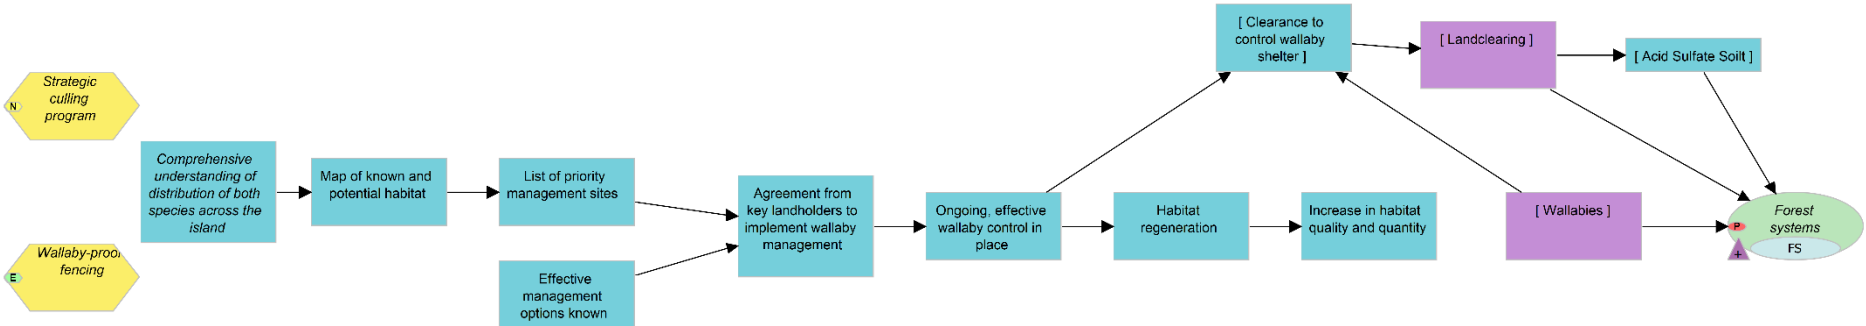 Strategic
culling
program
N
Wallaby-proof
fencing
E
Comprehensive
understanding of
distribution of both
species across the
island
Map of known and
potential habitat
List of priority
management sites
Effective
management
options known
Agreement from
key landholders to
implement wallaby
management
Ongoing, effective
wallaby control in
place
Habitat
regeneration
Increase in habitat
quality and quantity
[ Clearance to
control wallaby
shelter ]
[ Landclearing ]
[ Acid Sulfate Soilt ]
[ Wallabies ]
Forest
systems
P
FS
+